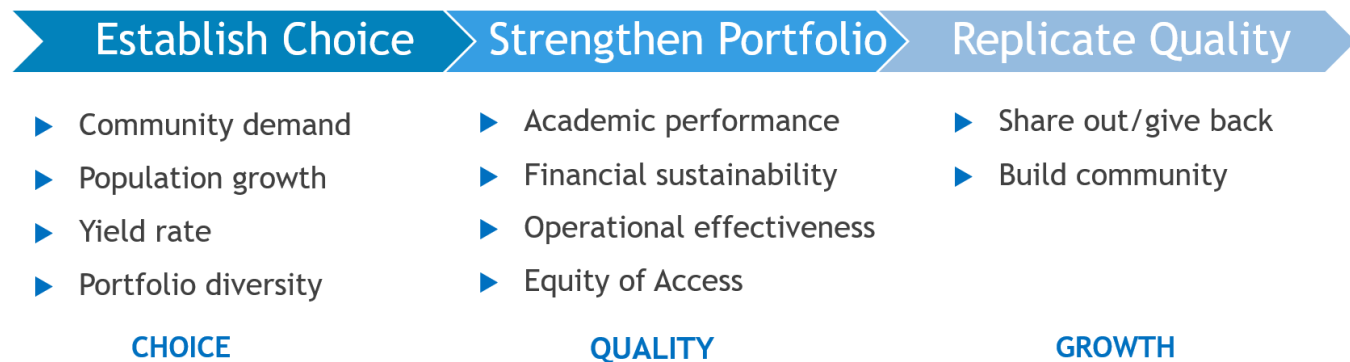 Establish Choice
Community demand
Population growth
Yield rate
Portfolio diversity
CHOICE
Strengthen Portfolio
Academic performance
Financial sustainability
Operational effectiveness
Equity of Access
QUALITY
Replicate Quality
Share out/give back
Build community
GROWTH